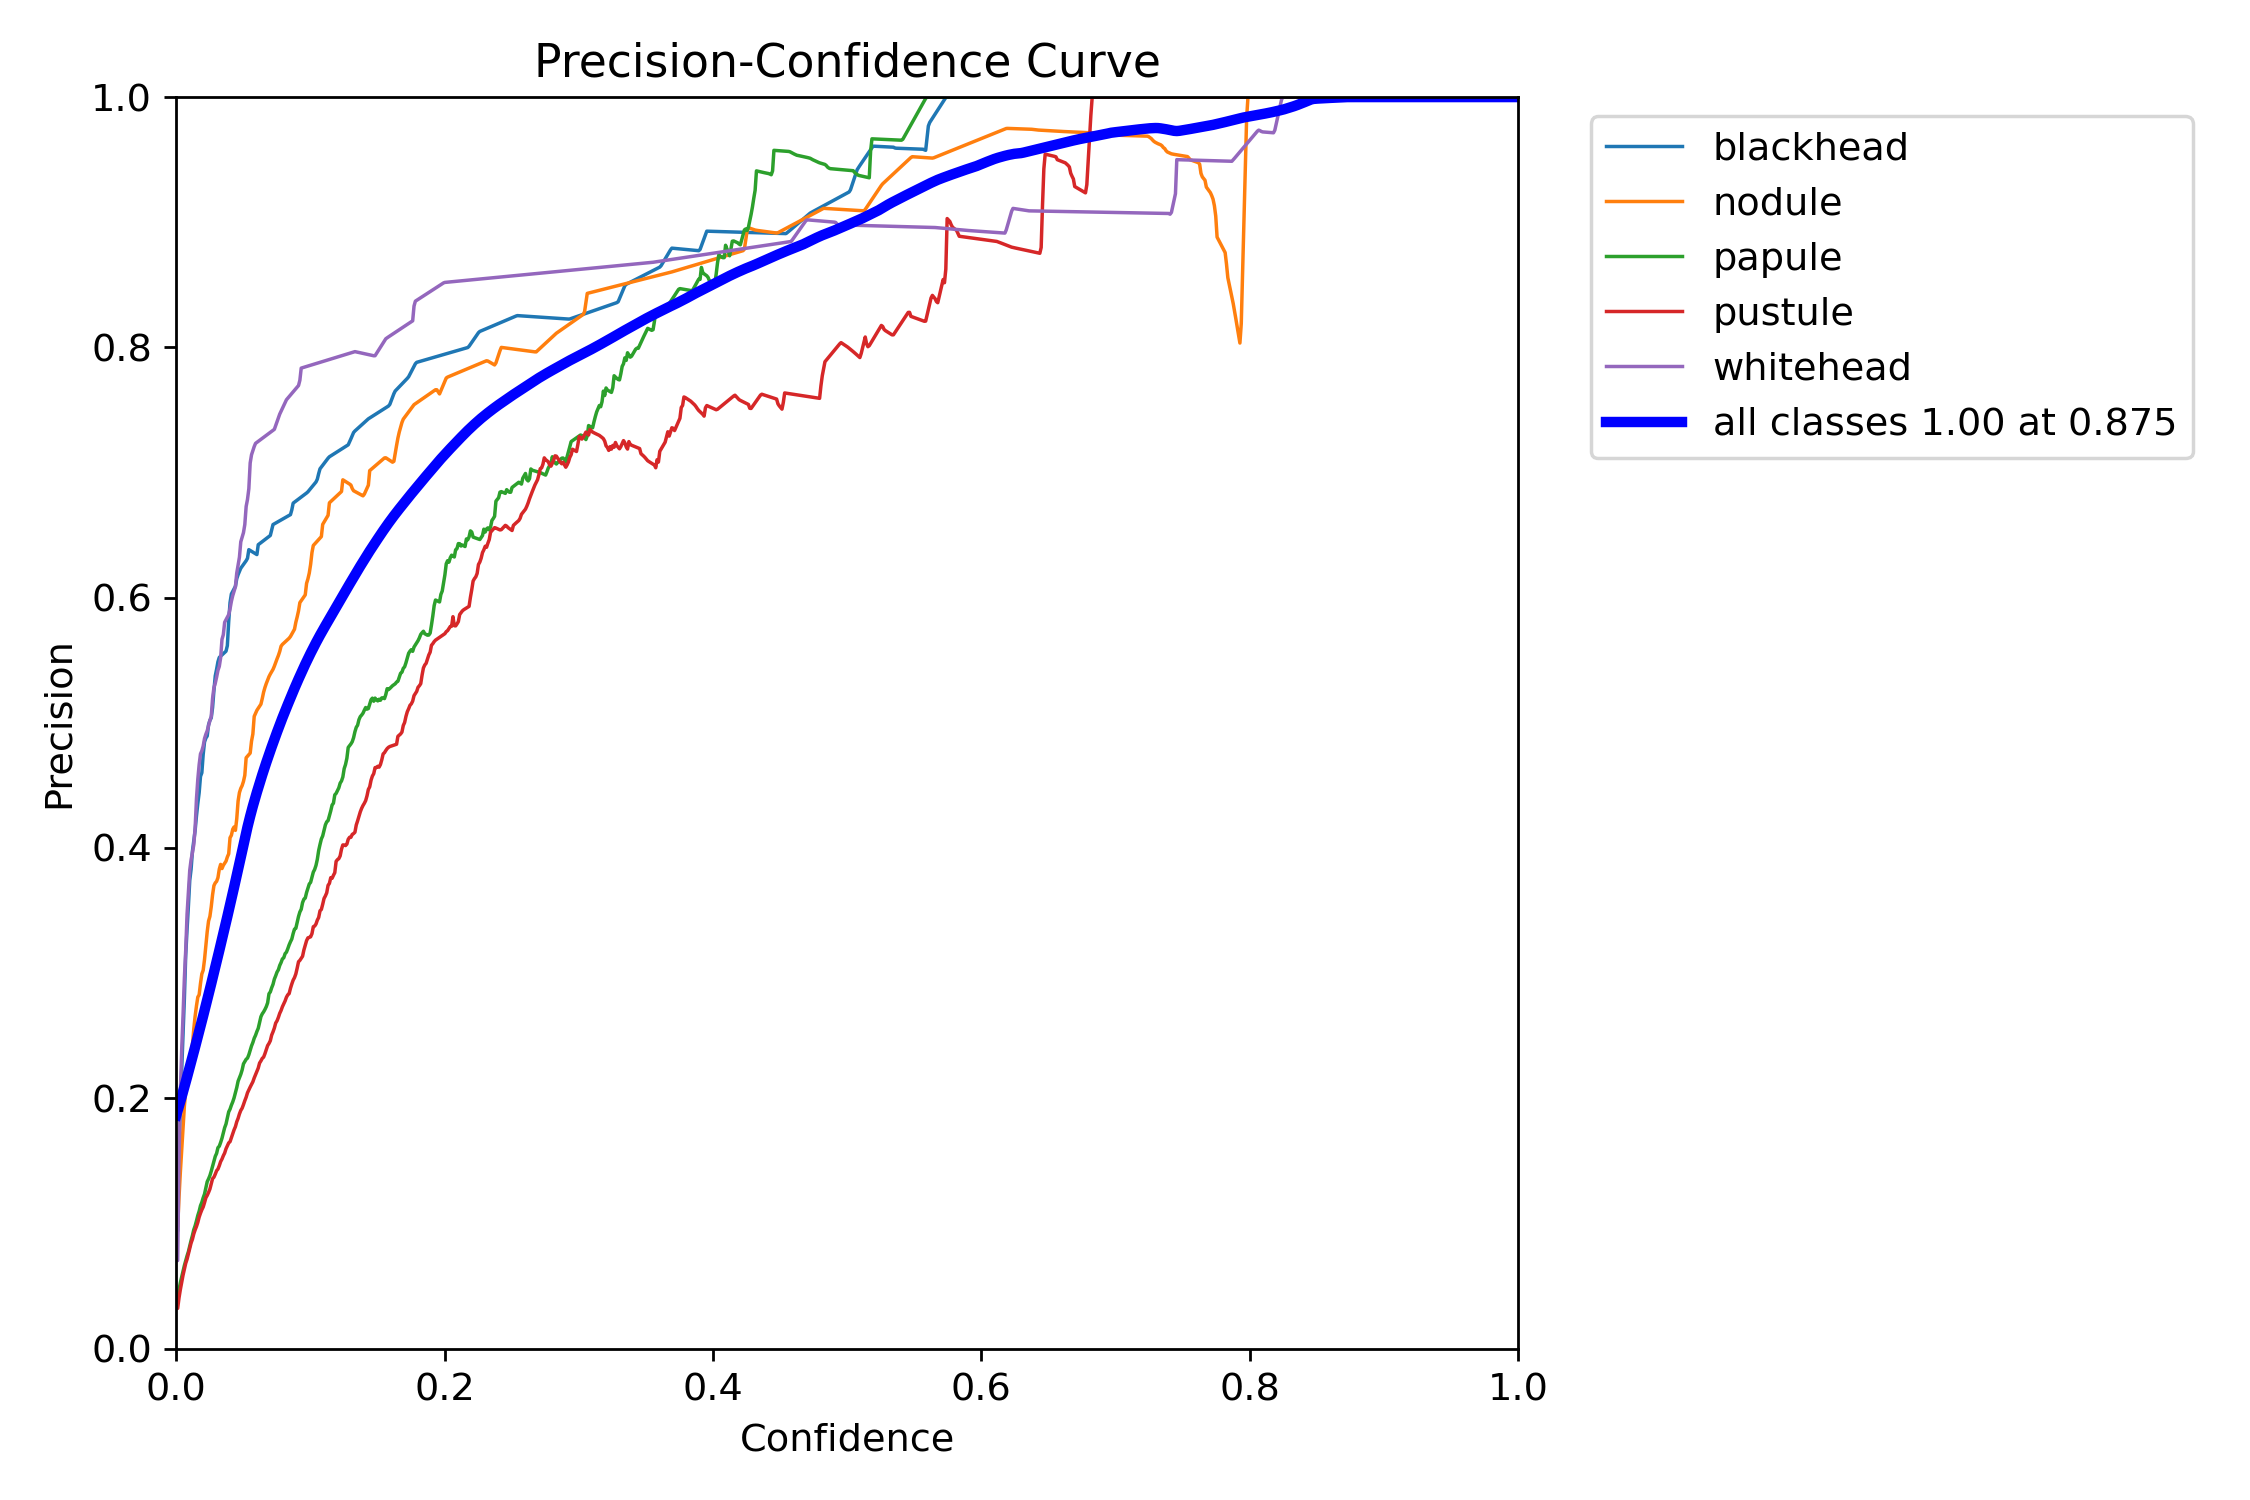 Precision-Confidence Curve
1.0
0.8
0.6
0.4
0.2
0.0
Precision
0.0 0.2 0.4 0.6 0.8 1.0
Confidence
blackhead
nodule
papule
pustule
whitehead
all classes 1.00 at 0.875